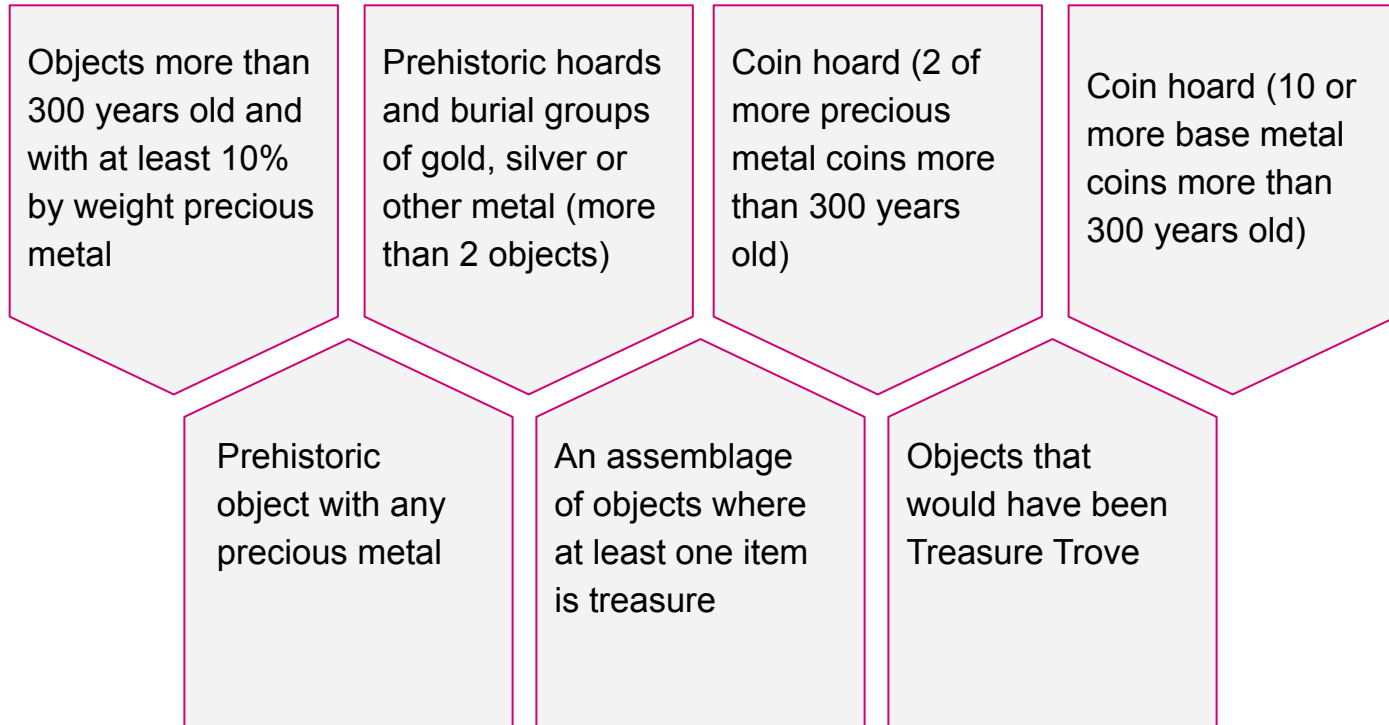 Objects more than
300 years old and
with at least 10%
by weight precious
metal
Prehistoric hoards
and burial groups
of gold, silver or
other metal (more
than 2 objects)
Coin hoard (2 of
more precious
metal coins more
than 300 years
old)
Coin hoard (10 or
more base metal
coins more than
300 years old)
Prehistoric
object with any
precious metal
An assemblage
of objects where
at least one item
is treasure
Objects that
would have been
Treasure Trove